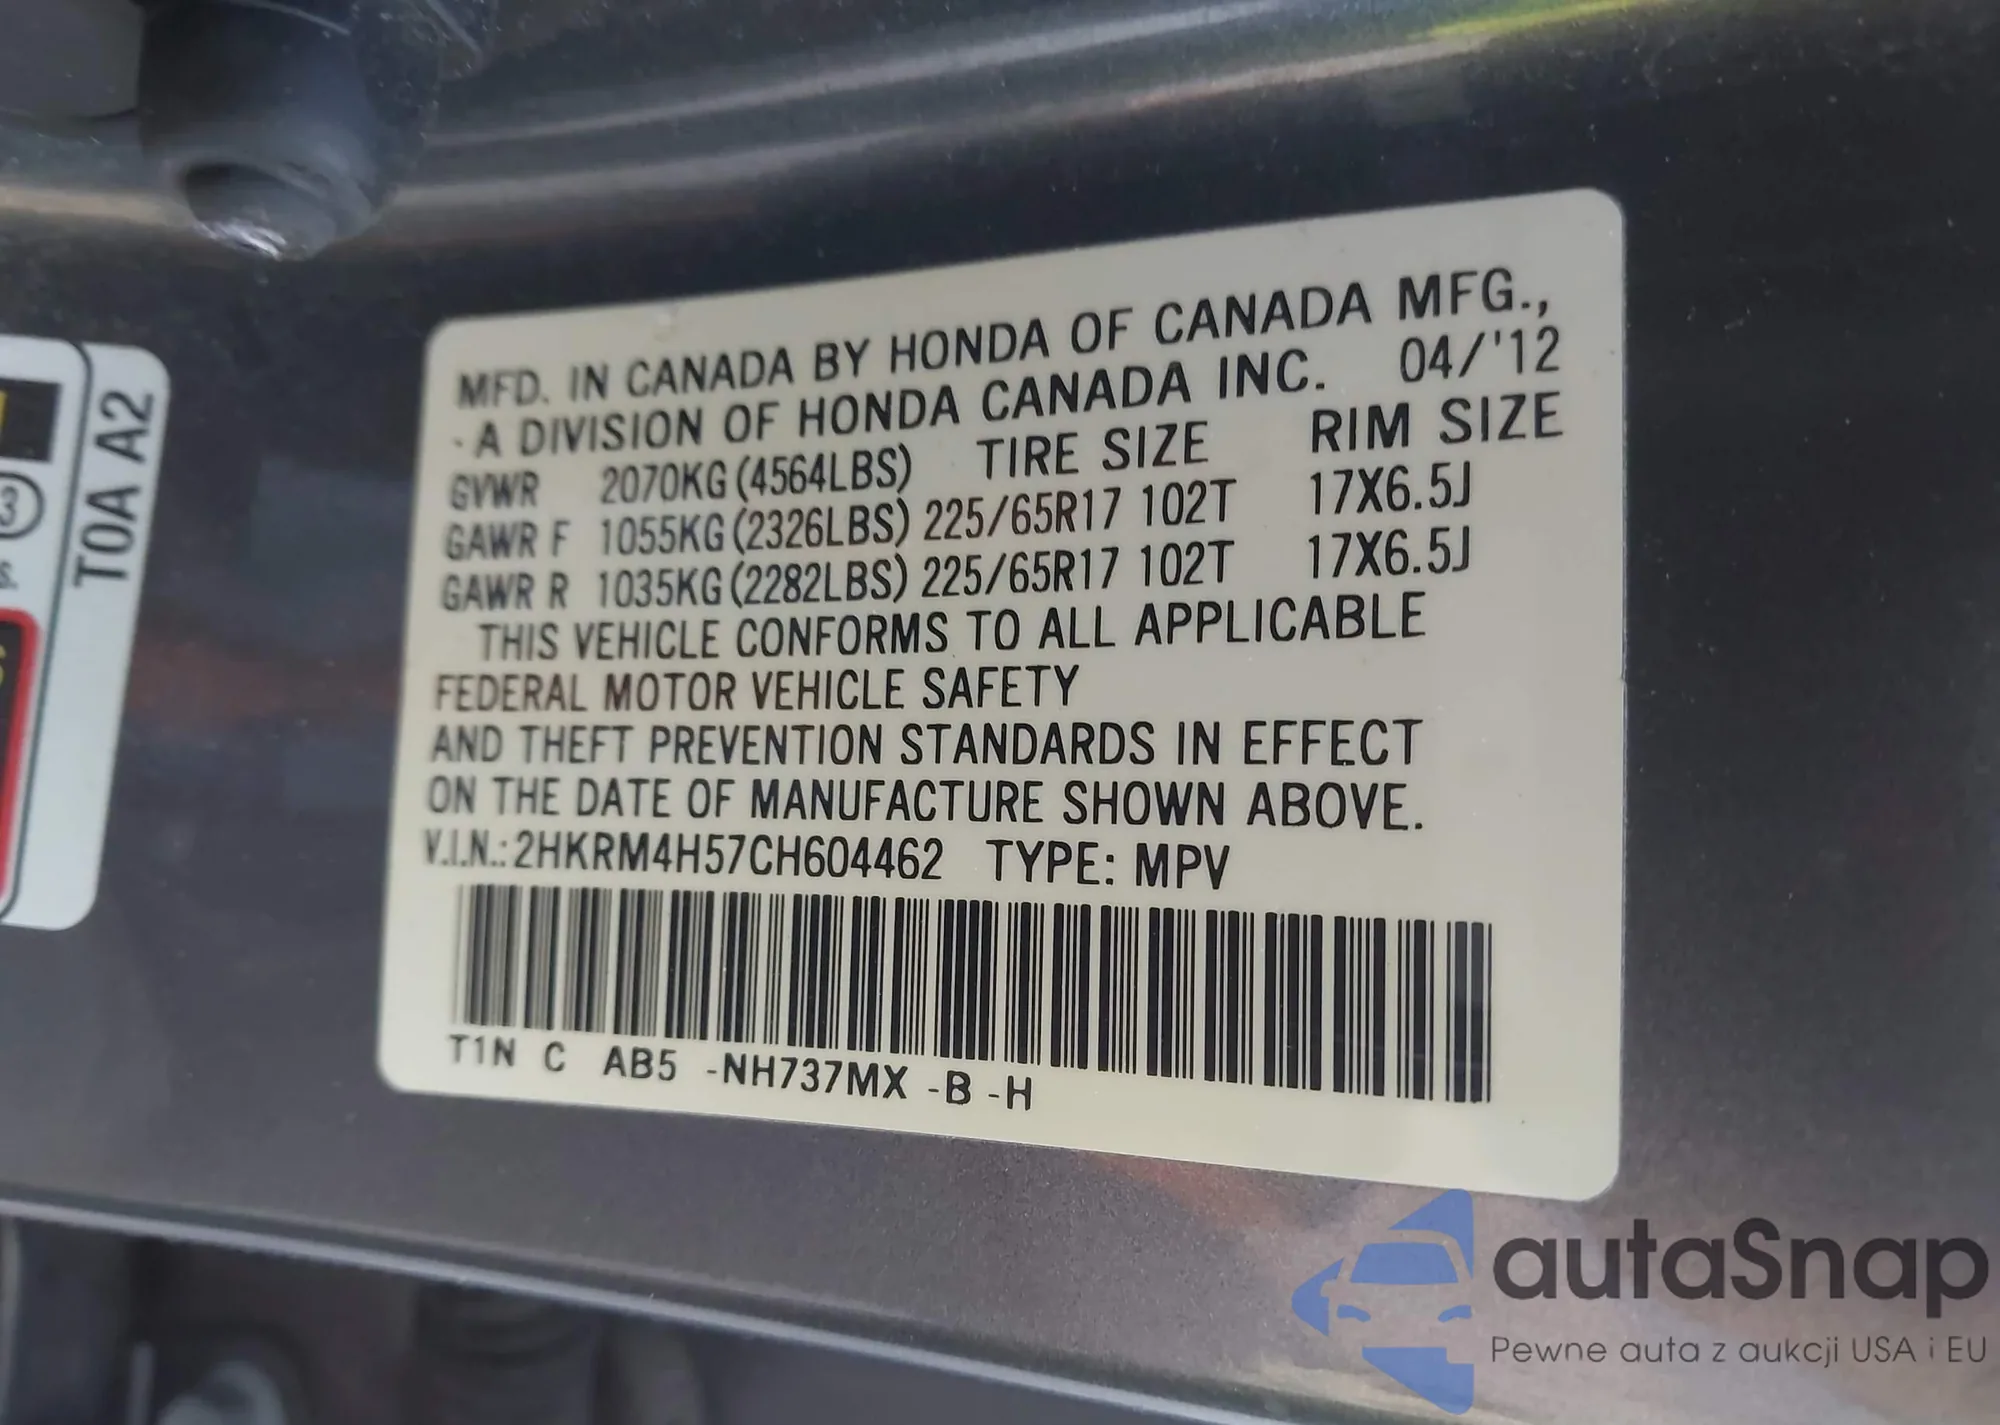 MFD. IN CANADA BY HONDA OF CANADA MFG.,
- A DIVISION OF HONDA CANADA INC. 04/'12
GVWR 2070KG (4564LBS) TIRE SIZE RIM SIZE
GAWR F 1055KG (2326LBS) 225/65R17 102T 17X6.5J
GAWR R 1035KG (2282LBS) 225/65R17 102T 17X6.5J
THIS VEHICLE CONFORMS TO ALL APPLICABLE
FEDERAL MOTOR VEHICLE SAFETY
AND THEFT PREVENTION STANDARDS IN EFFECT
ON THE DATE OF MANUFACTURE SHOWN ABOVE.
V.I.N.: 2HKRM4H57CH604462 TYPE: MPV
T1N C AB5 -NH737MX -B -H
T0A A2
3
autaSnap
Pewne auta z aukcji USA i EU